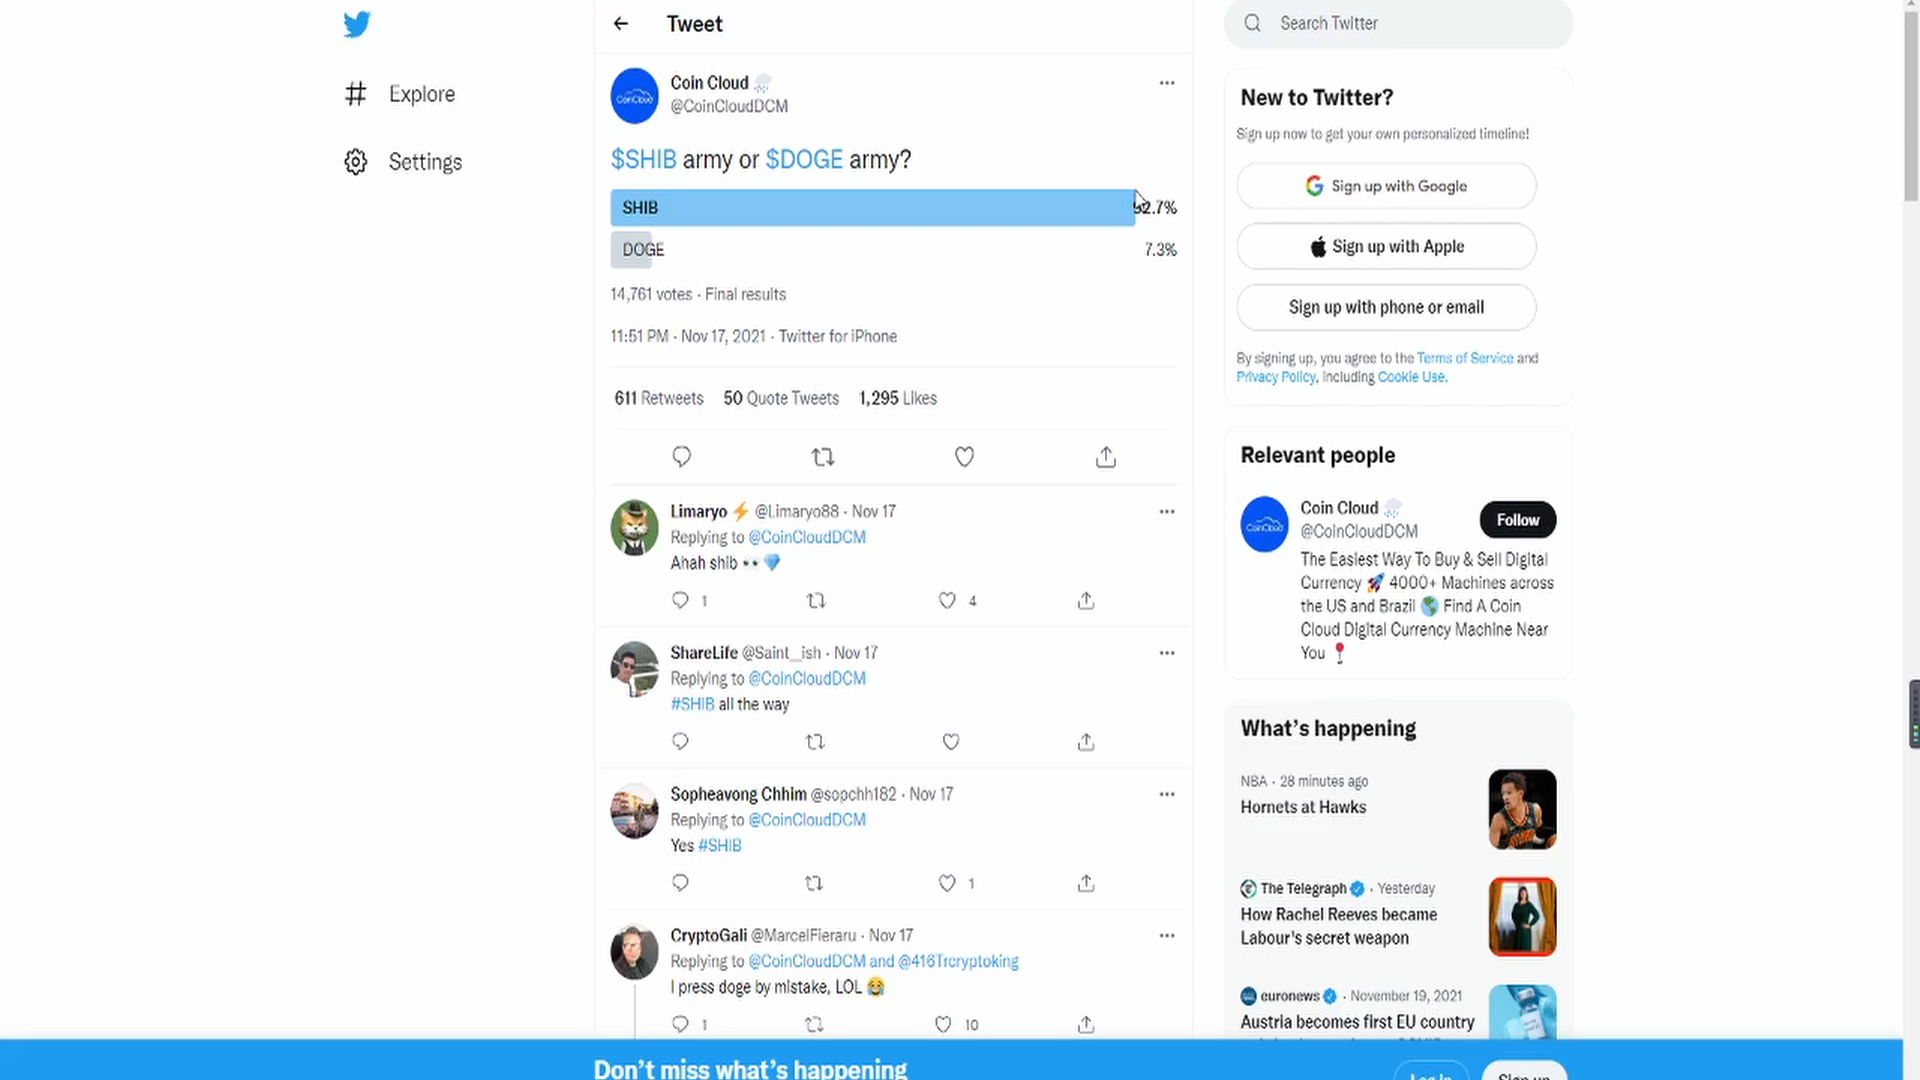 Tweet
Search Twitter
Explore
Settings
Coin Cloud
@CoinCloudDCM
$SHIB army or $DOGE army?
SHIB 92.7%
DOGE 7.3%
14,761 votes · Final results
11:51 PM · Nov 17, 2021 · Twitter for iPhone
611 Retweets 50 Quote Tweets 1,295 Likes
Limaryo ⚡ @Limaryo88 · Nov 17
Replying to @CoinCloudDCM
Ahah shib 👀 💎
1 4
ShareLife @Saint__ish · Nov 17
Replying to @CoinCloudDCM
#SHIB all the way
Sopheavong Chhim @sopchh182 · Nov 17
Replying to @CoinCloudDCM
Yes #SHIB
1
CryptoGali @MarcelFieraru · Nov 17
Replying to @CoinCloudDCM and @416Trcryptoking
I press doge by mistake, LOL 😂
1 10
New to Twitter?
Sign up now to get your own personalized timeline!
Sign up with Google
Sign up with Apple
Sign up with phone or email
By signing up, you agree to the Terms of Service and
Privacy Policy, including Cookie Use.
Relevant people
CoinCloud
Coin Cloud
@CoinCloudDCM
Follow
The Easiest Way To Buy & Sell Digital
Currency 🚀 4000+ Machines across
the US and Brazil 🌎 Find A Coin
Cloud Digital Currency Machine Near
You 📍
What's happening
NBA · 28 minutes ago
Hornets at Hawks
The Telegraph · Yesterday
How Rachel Reeves became
Labour's secret weapon
euronews · November 19, 2021
Austria becomes first EU country
Don't miss what's happening
Log in
Sign up